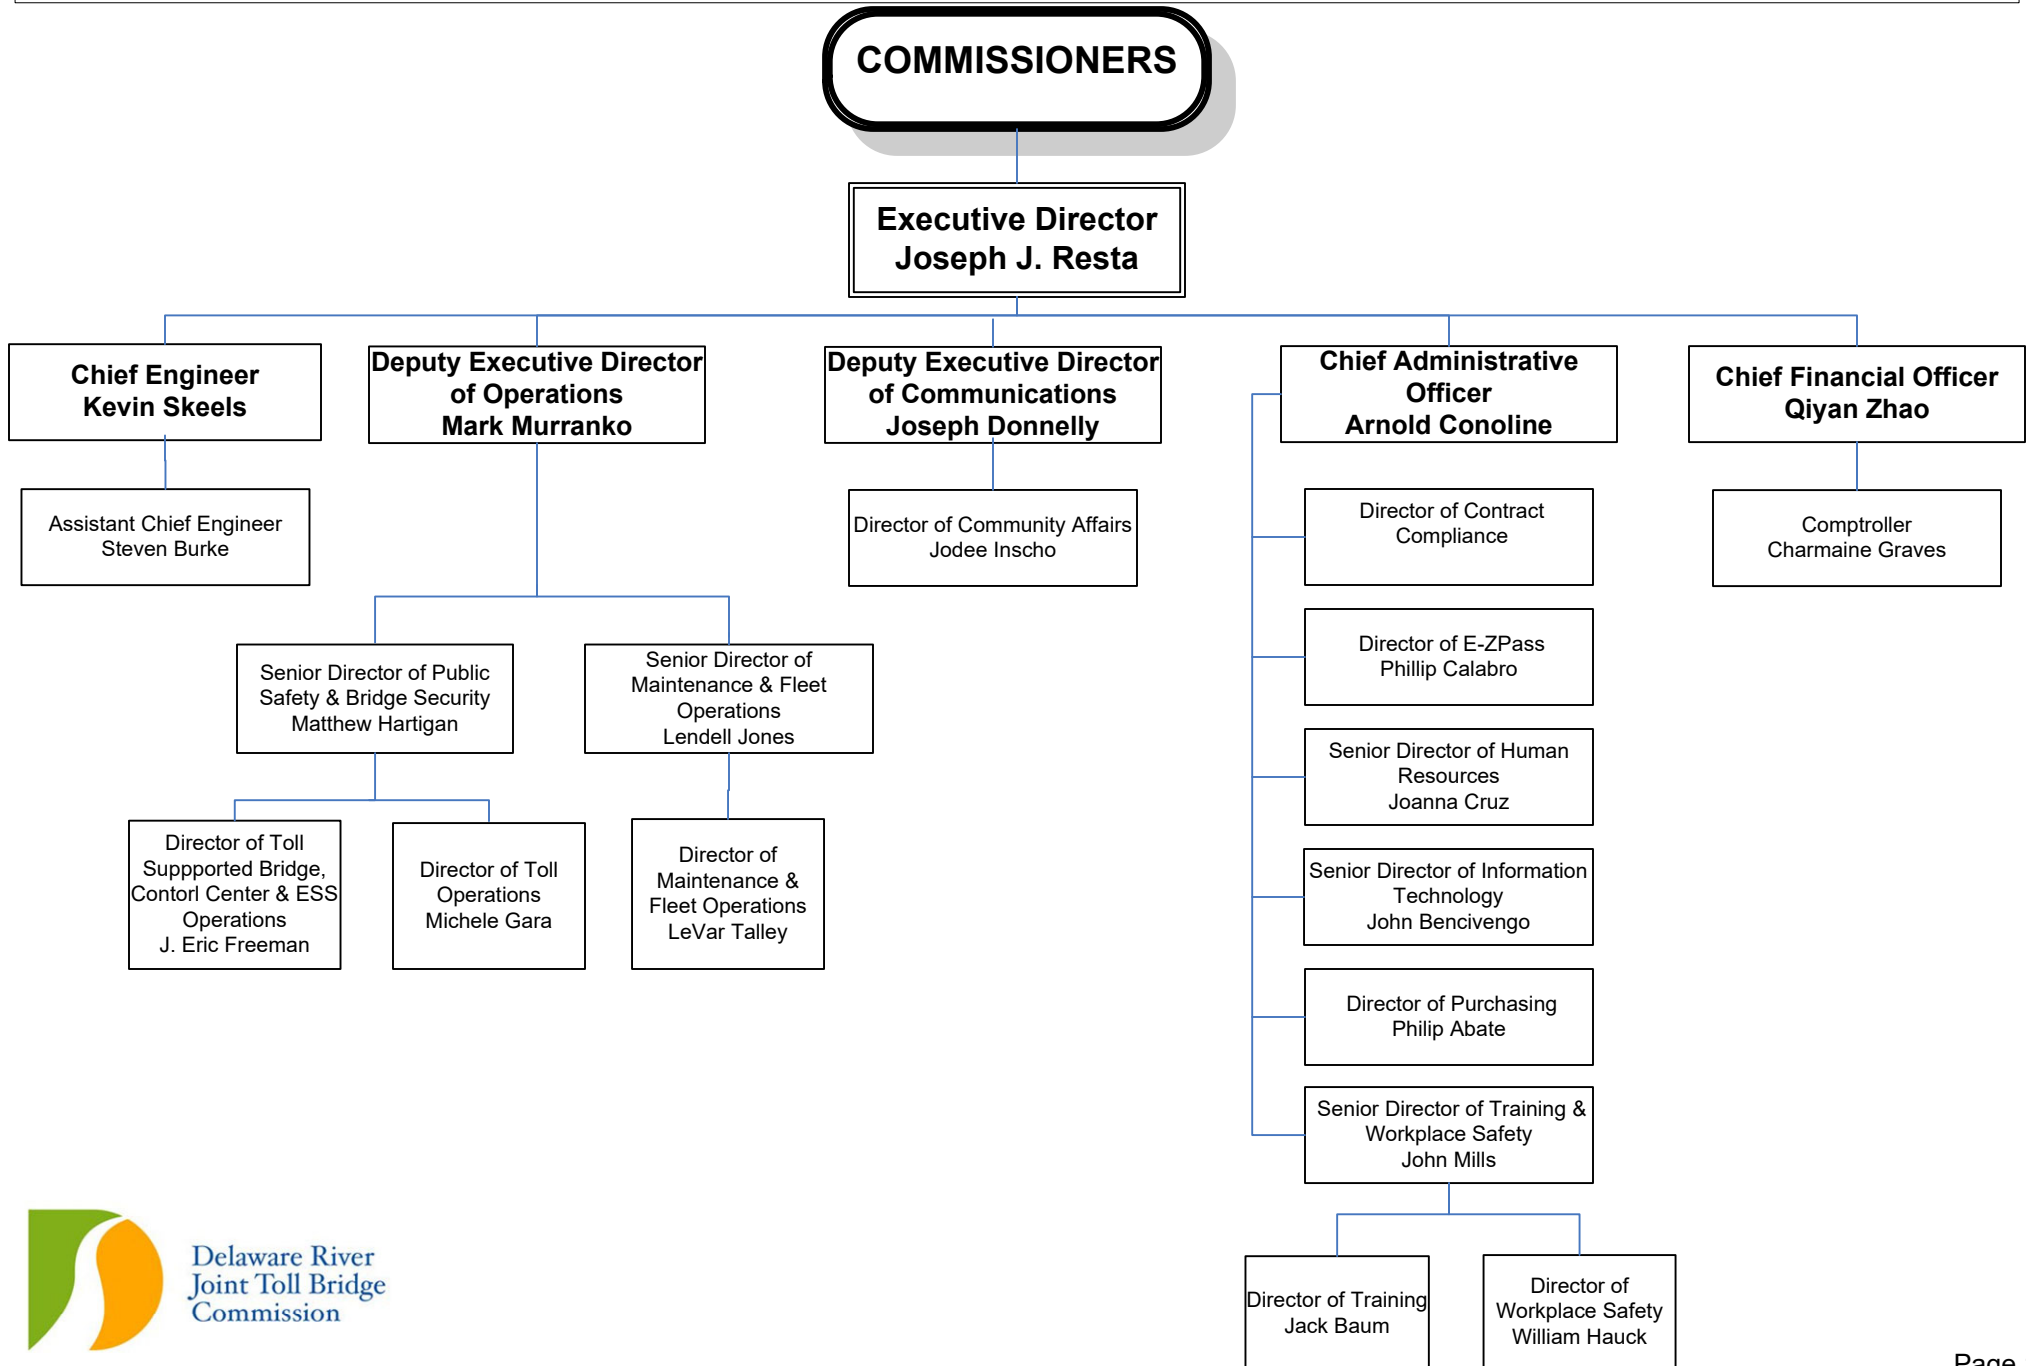 COMMISSIONERS
Executive Director
Joseph J. Resta
Chief Engineer
Kevin Skeels
Deputy Executive Director
of Operations
Mark Murranko
Deputy Executive Director
of Communications
Joseph Donnelly
Chief Administrative
Officer
Arnold Conoline
Chief Financial Officer
Qiyan Zhao
Assistant Chief Engineer
Steven Burke
Director of Community Affairs
Jodee Inscho
Director of Contract
Compliance
Comptroller
Charmaine Graves
Director of E-ZPass
Phillip Calabro
Senior Director of Public
Safety & Bridge Security
Matthew Hartigan
Senior Director of
Maintenance & Fleet
Operations
Lendell Jones
Senior Director of Human
Resources
Joanna Cruz
Director of Toll
Suppported Bridge,
Contorl Center & ESS
Operations
J. Eric Freeman
Director of Toll
Operations
Michele Gara
Director of
Maintenance &
Fleet Operations
LeVar Talley
Senior Director of Information
Technology
John Bencivengo
Director of Purchasing
Philip Abate
Senior Director of Training &
Workplace Safety
John Mills
Director of Training
Jack Baum
Director of
Workplace Safety
William Hauck
Delaware River
Joint Toll Bridge
Commission
Page